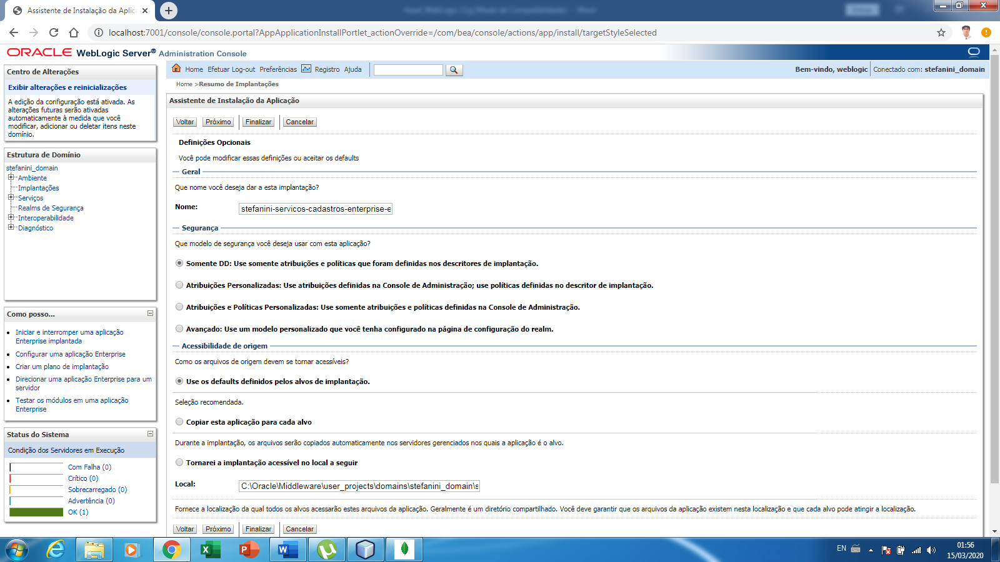 Assistente de Instalação da Aplic
localhost:7001/console/console.portal?AppApplicationInstallPortlet_actionOverride=/com/bea/console/actions/app/install/targetStyleSelected
ORACLE WebLogic Server® Administration Console
Centro de Alterações
Exibir alterações e reinicializações
A edição da configuração está ativada. As
alterações futuras serão ativadas
automaticamente à medida que você
modificar, adicionar ou deletar itens neste
domínio.
Estrutura de Domínio
stefanini_domain
Ambiente
Implantações
Serviços
Realms de Segurança
Interoperabilidade
Diagnóstico
Como posso...
Iniciar e interromper uma aplicação
Enterprise implantada
Configurar uma aplicação Enterprise
Criar um plano de implantação
Direcionar uma aplicação Enterprise para um
servidor
Testar os módulos em uma aplicação
Enterprise
Status do Sistema
Condição dos Servidores em Execução
Com Falha (0)
Crítico (0)
Sobrecarregado (0)
Advertência (0)
OK (1)
Home Efetuar Log-out Preferências Registro Ajuda
Bem-vindo, weblogic Conectado com: stefanini_domain
Home >Resumo de Implantações
Assistente de Instalação da Aplicação
Voltar Próximo Finalizar Cancelar
Definições Opcionais
Você pode modificar essas definições ou aceitar os defaults
Geral
Que nome você deseja dar a esta implantação?
Nome: stefanini-servicos-cadastros-enterprise-e
Segurança
Que modelo de segurança você deseja usar com esta aplicação?
Somente DD: Use somente atribuições e políticas que foram definidas nos descritores de implantação.
Atribuições Personalizadas: Use atribuições definidas na Console de Administração; use políticas definidas no descritor de implantação.
Atribuições e Políticas Personalizadas: Use somente atribuições e políticas definidas na Console de Administração.
Avançado: Use um modelo personalizado que você tenha configurado na página de configuração do realm.
Acessibilidade de origem
Como os arquivos de origem devem se tornar acessíveis?
Use os defaults definidos pelos alvos de implantação.
Seleção recomendada.
Copiar esta aplicação para cada alvo
Durante a implantação, os arquivos serão copiados automaticamente nos servidores gerenciados nos quais a aplicação é o alvo.
Tornarei a implantação acessível no local a seguir
Local: C:\Oracle\Middleware\user_projects\domains\stefanini_domain\s
Fornece a localização da qual todos os alvos acessarão estes arquivos da aplicação. Geralmente é um diretório compartilhado. Você deve garantir que os arquivos da aplicação existem nesta localização e que cada alvo pode atingir a localização.
Voltar Próximo Finalizar Cancelar
EN
01:56
15/03/2020